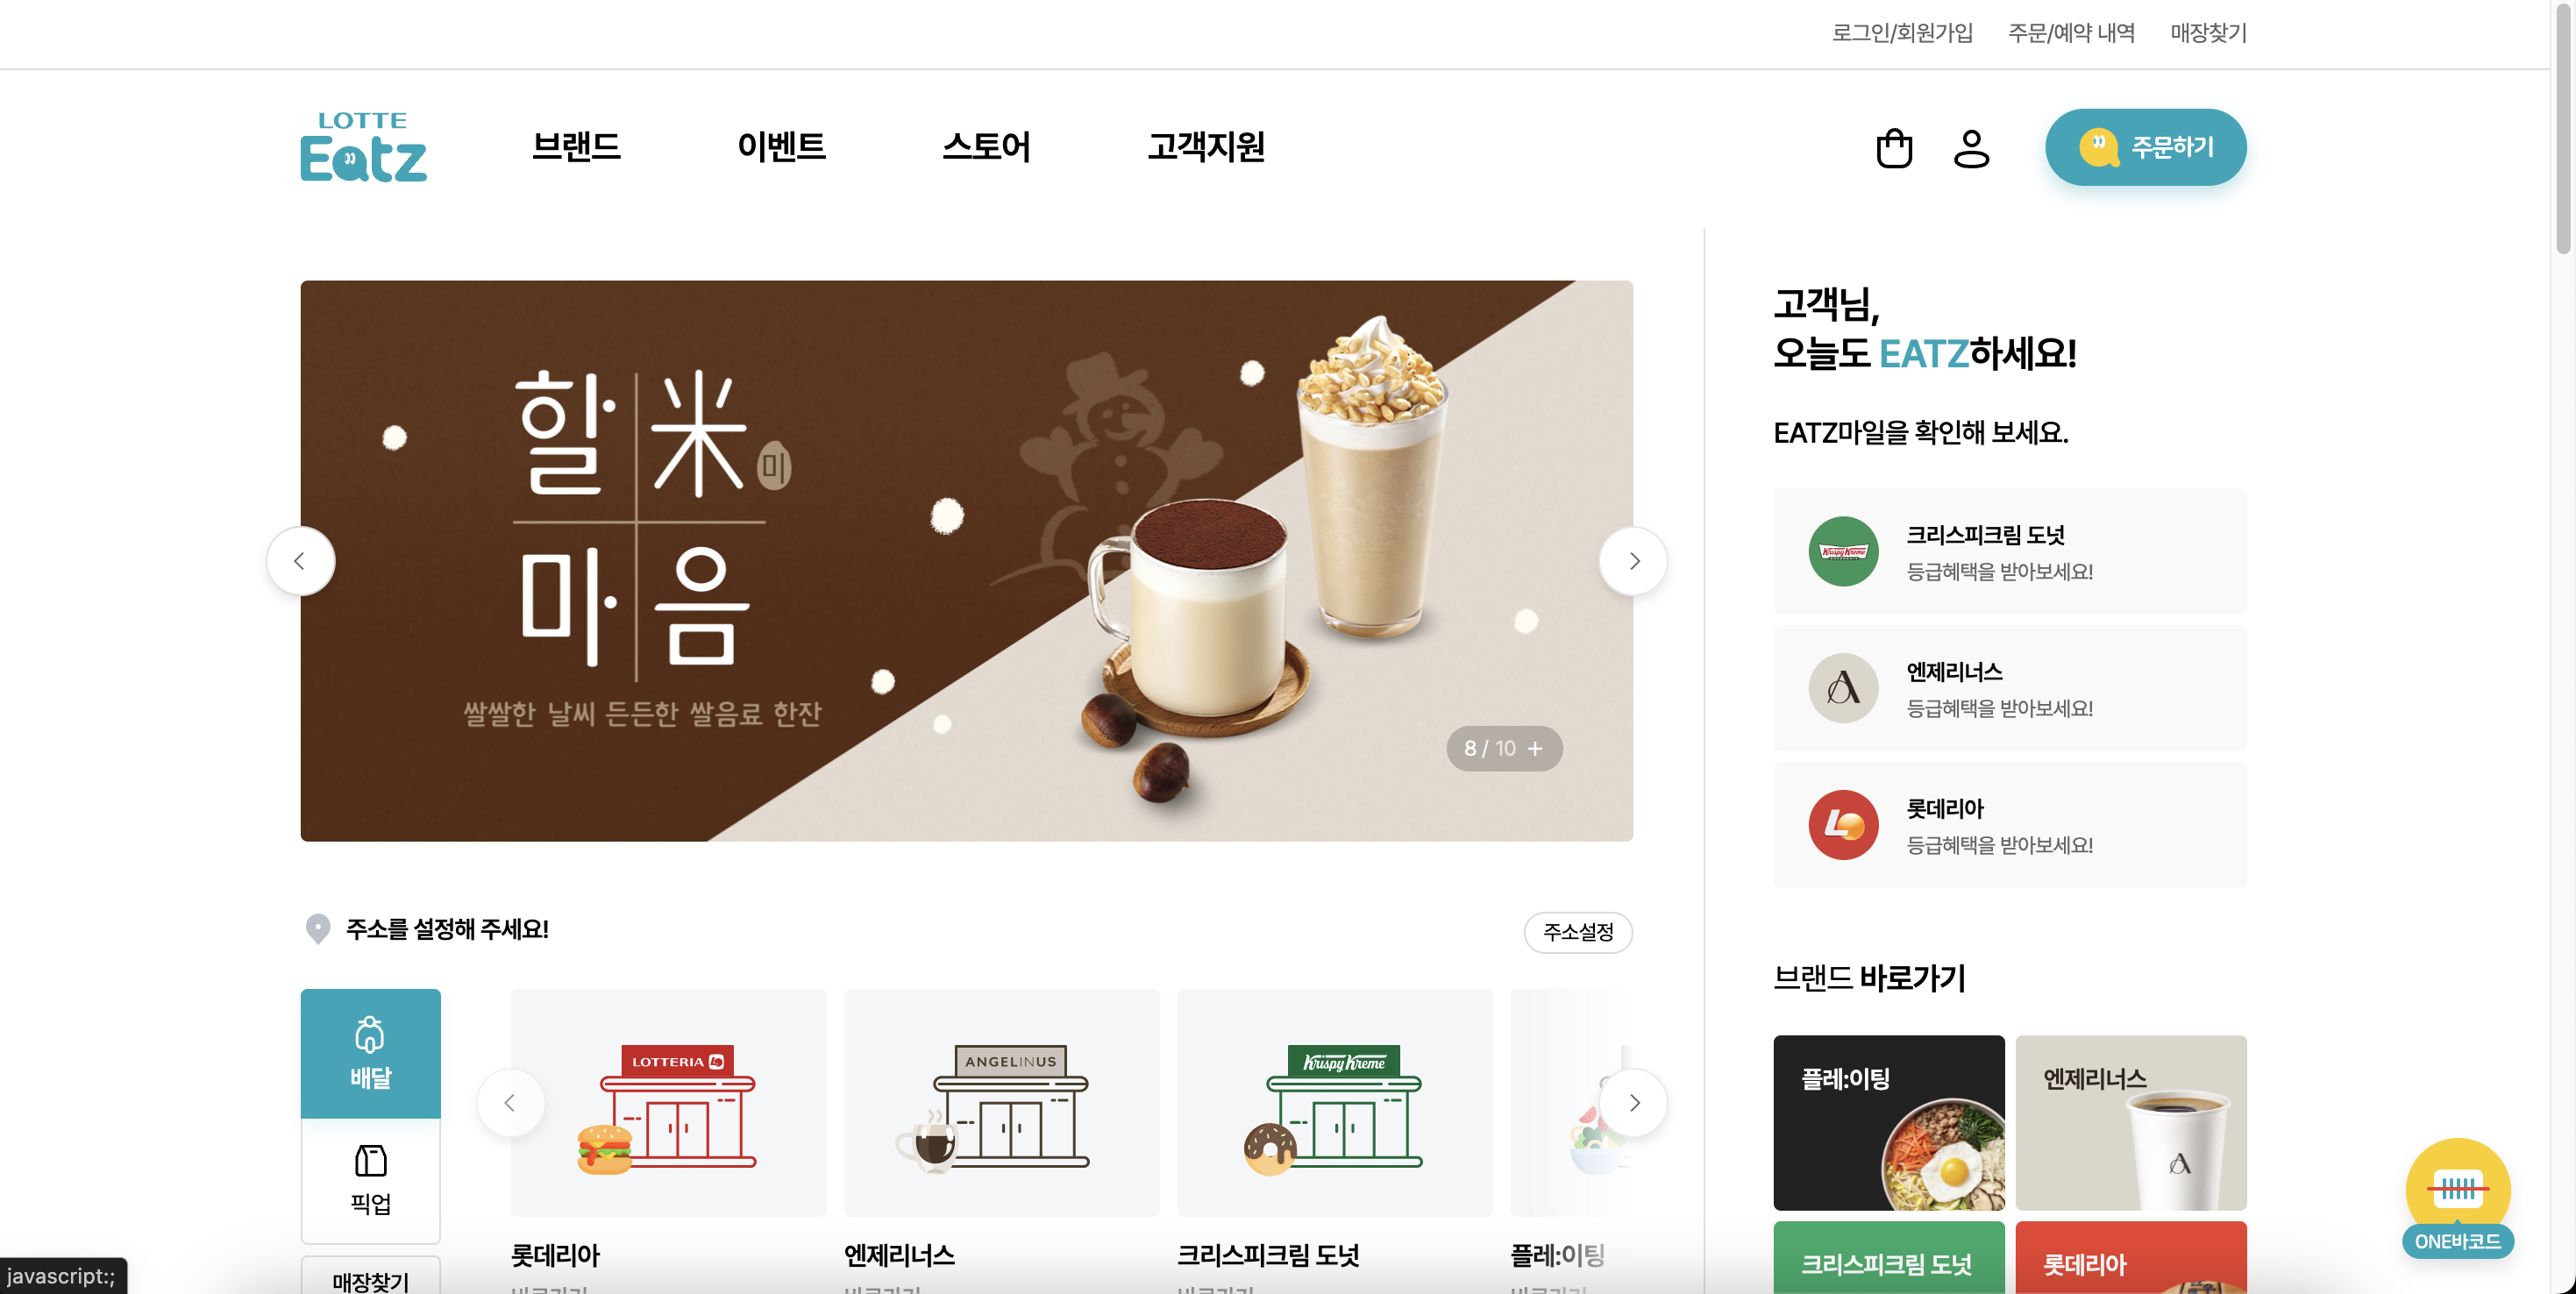 로그인/회원가입 주문/예약 내역 매장찾기
LOTTE
Eatz
브랜드 이벤트 스토어 고객지원
주문하기
할米미
마음
쌀쌀한 날씨 든든한 쌀음료 한잔
8 / 10 +
고객님,
오늘도 EATZ하세요!
EATZ마일을 확인해 보세요.
Krispy Kreme
크리스피크림 도넛
등급혜택을 받아보세요!
A
엔제리너스
등급혜택을 받아보세요!
L
롯데리아
등급혜택을 받아보세요!
주소를 설정해 주세요!
주소설정
배달
픽업
매장찾기
LOTTERIA
ANGELINUS
Krispy Kreme
롯데리아
엔제리너스
크리스피크림 도넛
플레:이팅
브랜드 바로가기
플레:이팅
엔제리너스
A
크리스피크림 도넛
롯데리아
ONE바코드
javascript:;